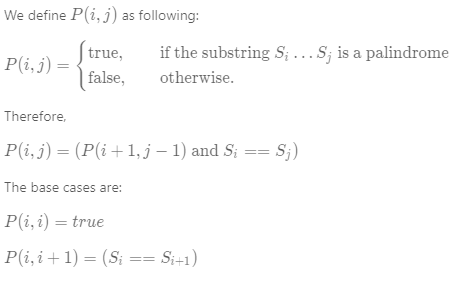 We define P(i, j) as following:
P(i, j) = { true, if the substring S_i … S_j is a palindrome
false, otherwise.
Therefore,
P(i, j) = (P(i + 1, j − 1) and S_i == S_j)
The base cases are:
P(i, i) = true
P(i, i + 1) = (S_i == S_{i+1})